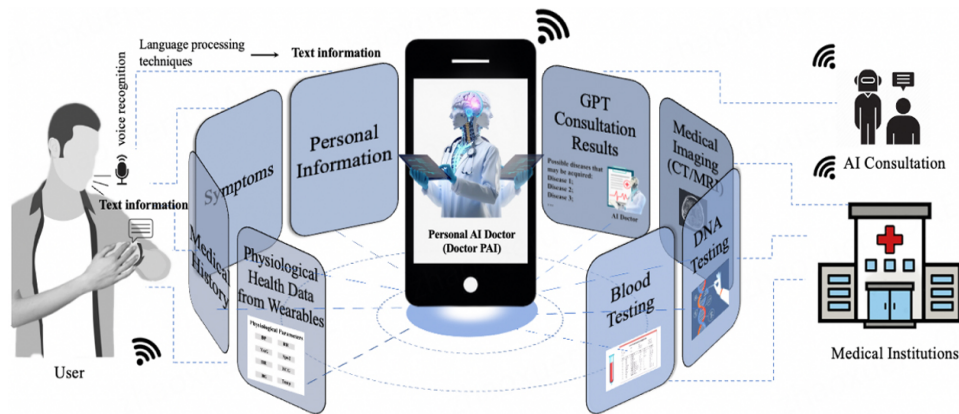 Language processing
techniques
Text information
voice recognition
Text information
User
Personal
Information
Symptoms
Medical
History
Physiological
Health Data
from Wearables
Physiological Parameters
Personal AI Doctor
(Doctor PAI)
GPT
Consultation
Results
Possible diseases that
may be acquired:
Disease 1;
Disease 2;
Disease 3;
AI Doctor
Medical
Imaging
(CT/MRI)
DNA
Testing
Blood
Testing
AI Consultation
Medical Institutions